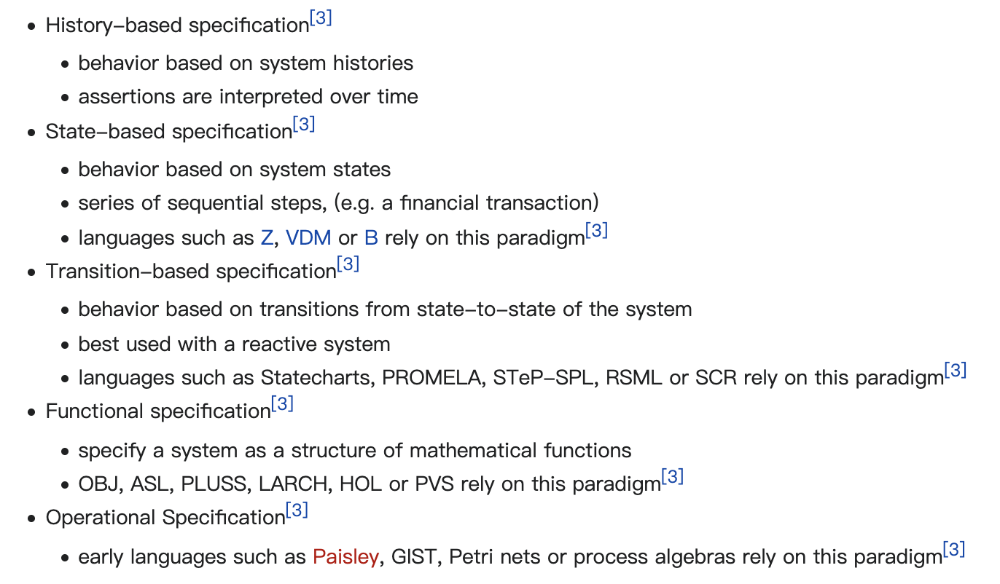 • History–based specification[3]
• behavior based on system histories
• assertions are interpreted over time
• State–based specification[3]
• behavior based on system states
• series of sequential steps, (e.g. a financial transaction)
• languages such as Z, VDM or B rely on this paradigm[3]
• Transition–based specification[3]
• behavior based on transitions from state–to–state of the system
• best used with a reactive system
• languages such as Statecharts, PROMELA, STeP–SPL, RSML or SCR rely on this paradigm[3]
• Functional specification[3]
• specify a system as a structure of mathematical functions
• OBJ, ASL, PLUSS, LARCH, HOL or PVS rely on this paradigm[3]
• Operational Specification[3]
• early languages such as Paisley, GIST, Petri nets or process algebras rely on this paradigm[3]